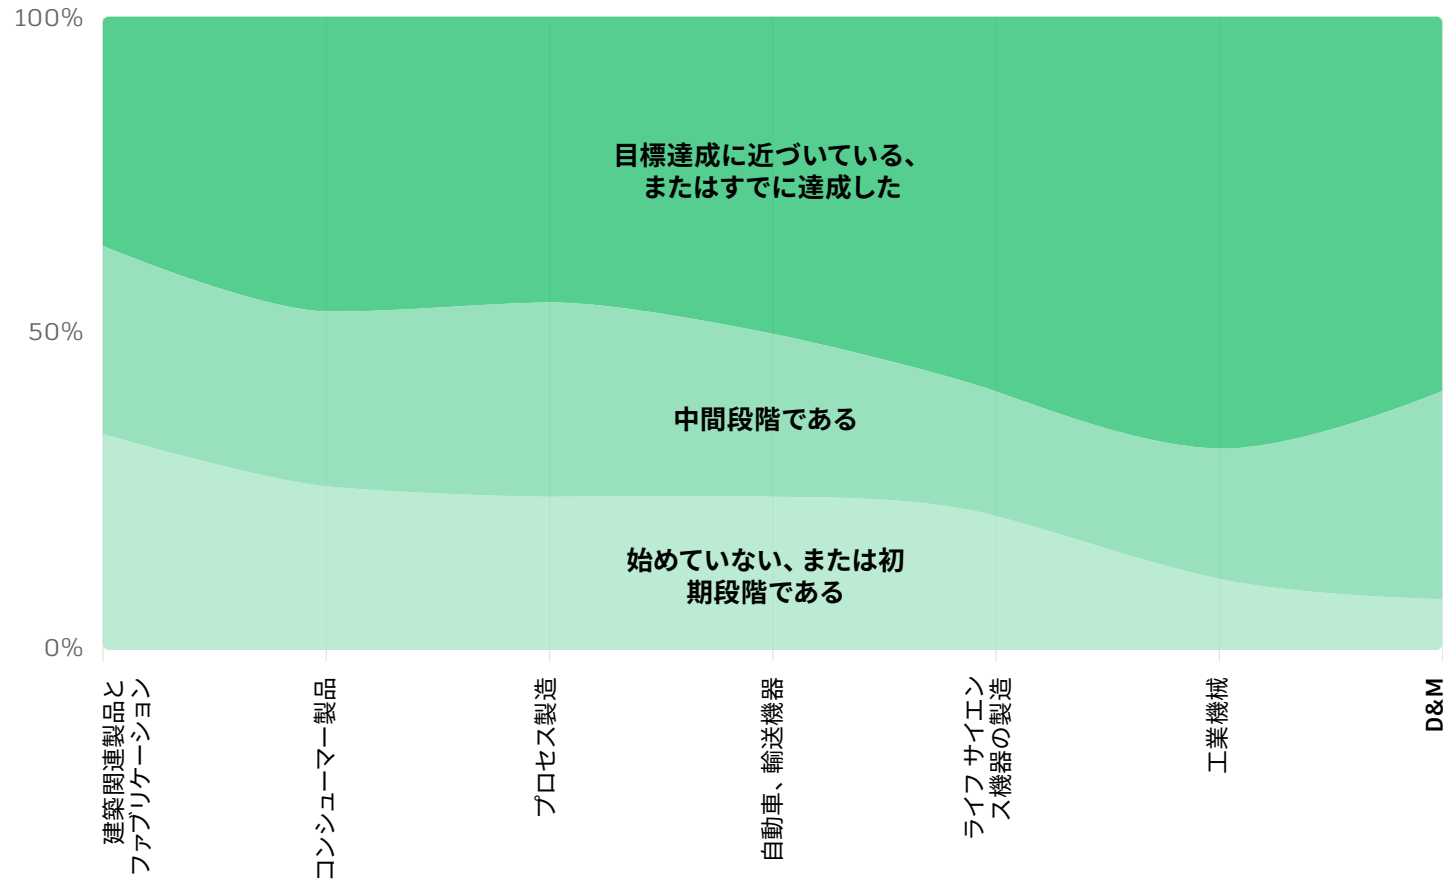 100%
目標達成に近づいている、
またはすでに達成した
50%
中間段階である
始めていない、または初
期段階である
0%
建築関連製品と
ファブリケーション
コンシューマー製品
プロセス製造
自動車、輸送機器
ライフ サイエン
ス機器の製造
工業機械
D&M